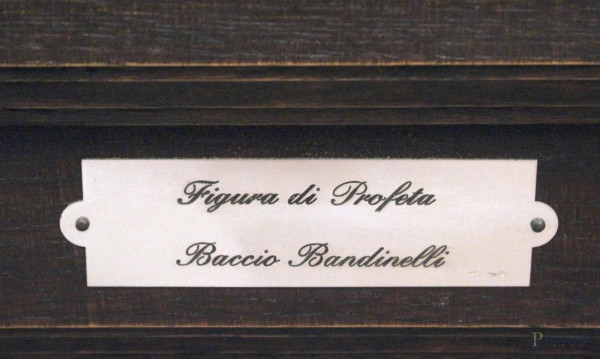 Figura di Profeta
Baccio Bandinelli